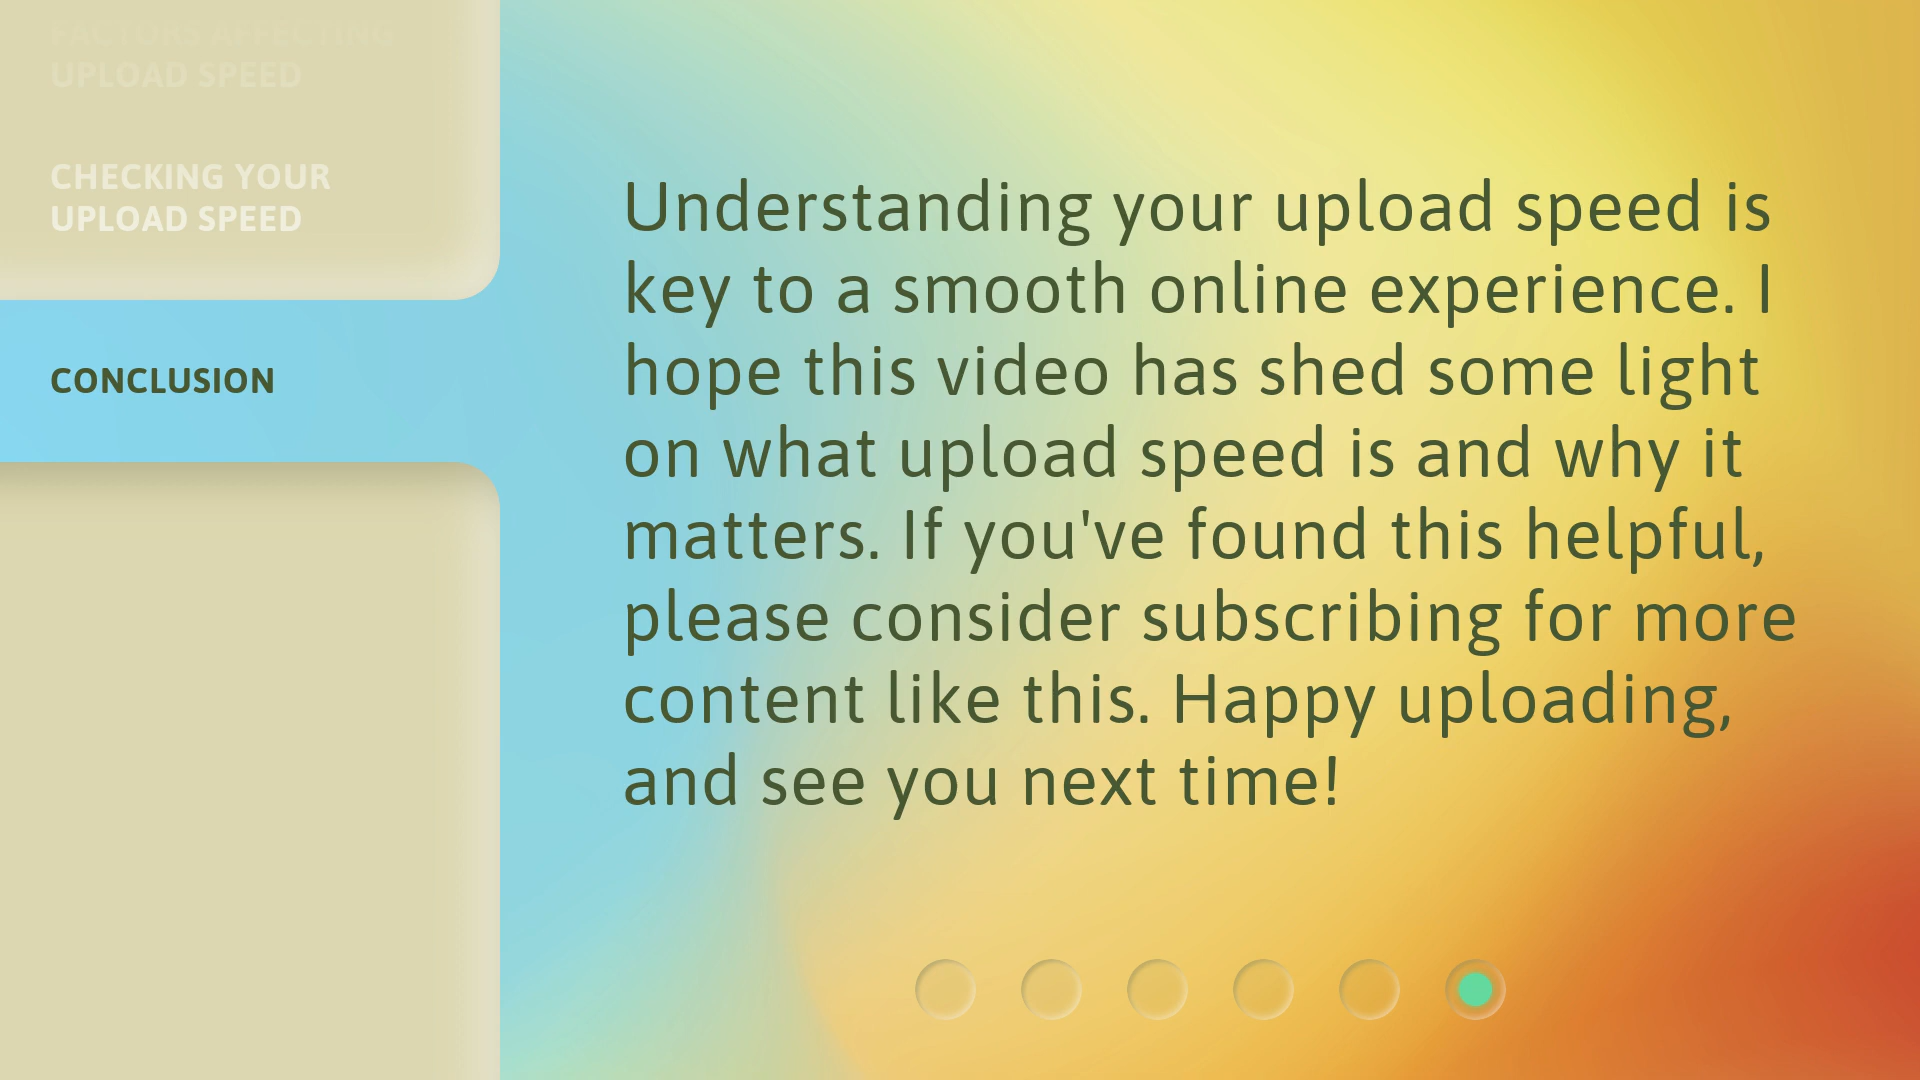 FACTORS AFFECTING
UPLOAD SPEED
CHECKING YOUR
UPLOAD SPEED
CONCLUSION
Understanding your upload speed is
key to a smooth online experience. I
hope this video has shed some light
on what upload speed is and why it
matters. If you've found this helpful,
please consider subscribing for more
content like this. Happy uploading,
and see you next time!